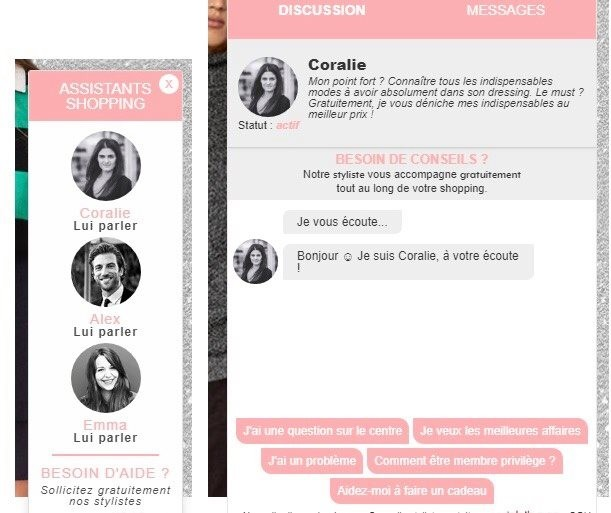 ASSISTANTS
SHOPPING
X
Coralie
Lui parler
Alex
Lui parler
Emma
Lui parler
BESOIN D'AIDE ?
Sollicitez gratuitement
nos stylistes
DISCUSSION
MESSAGES
Coralie
Mon point fort ? Connaître tous les indispensables
modes à avoir absolument dans son dressing. Le must ?
Gratuitement, je vous déniche mes indispensables au
meilleur prix !
Statut : actif
BESOIN DE CONSEILS ?
Notre styliste vous accompagne gratuitement
tout au long de votre shopping.
Je vous écoute...
Bonjour ☺ Je suis Coralie, à votre écoute
!
J'ai une question sur le centre
Je veux les meilleures affaires
J'ai un problème
Comment être membre privilège ?
Aidez-moi à faire un cadeau